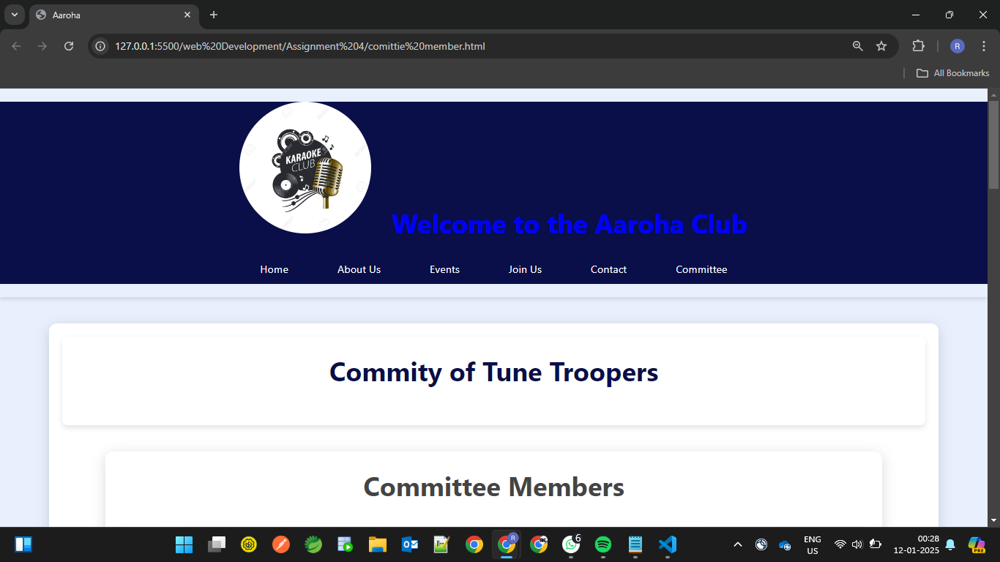 Aaroha
127.0.0.1:5500/web%20Development/Assignment%204/comittie%20member.html
R
All Bookmarks
KARAOKE
CLUB
Welcome to the Aaroha Club
Home About Us Events Join Us Contact Committee
Commity of Tune Troopers
Committee Members
R
6
ENG
US
00:28
12-01-2025
PRE